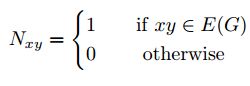 N_{xy} = { 1 if xy ∈ E(G)
0 otherwise